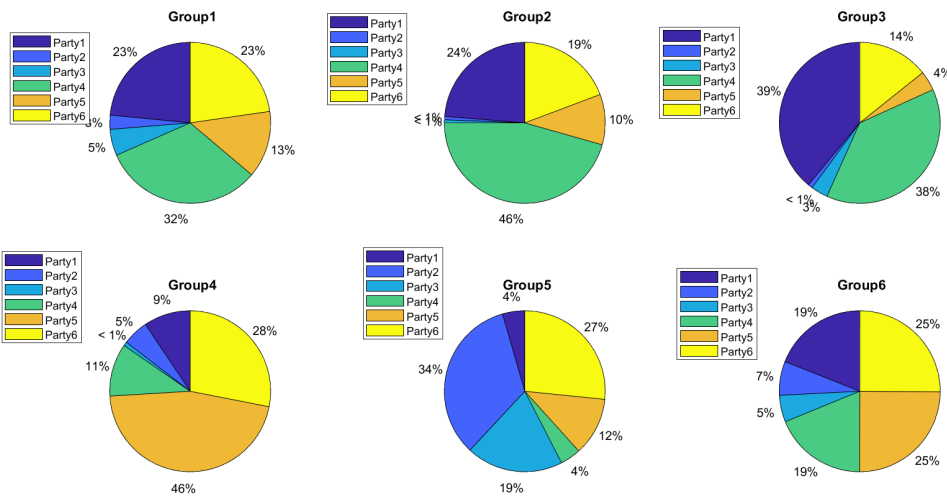 Group1
Party1
Party2
Party3
Party4
Party5
Party6
23%
3%
5%
32%
13%
23%
Group2
Party1
Party2
Party3
Party4
Party5
Party6
24%
< 1%
< 1%
46%
10%
19%
Group3
Party1
Party2
Party3
Party4
Party5
Party6
39%
< 1%
3%
38%
4%
14%
Group4
Party1
Party2
Party3
Party4
Party5
Party6
9%
5%
< 1%
11%
46%
28%
Group5
Party1
Party2
Party3
Party4
Party5
Party6
4%
34%
19%
4%
12%
27%
Group6
Party1
Party2
Party3
Party4
Party5
Party6
19%
7%
5%
19%
25%
25%